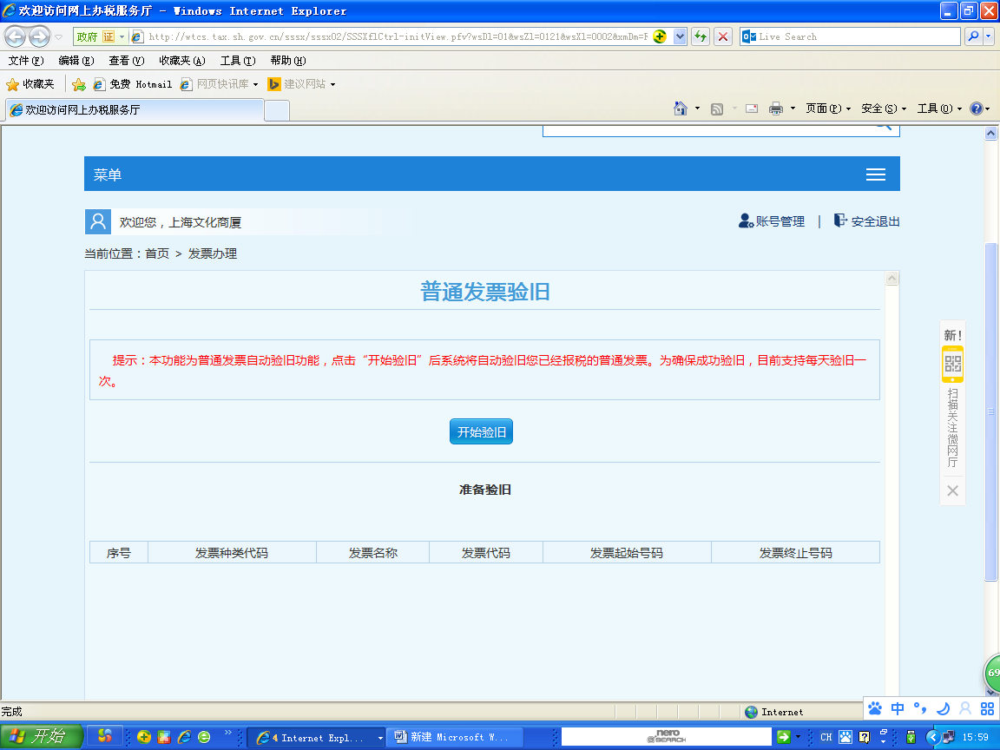 欢迎访问网上办税服务厅 - Windows Internet Explorer
政府 证 http://wtcs.tax.sh.gov.cn/sssx/sssx02/SSSXflCtrl-initView.pfv?wsDl=01&wsZl=0121&wsXl=0002&xmDm=F Live Search
文件(F) 编辑(E) 查看(V) 收藏夹(A) 工具(T) 帮助(H)
收藏夹 免费 Hotmail 网页快讯库 建议网站
欢迎访问网上办税服务厅 页面(P) 安全(S) 工具(O)
菜单
欢迎您，上海文化商厦 账号管理 | 安全退出
当前位置：首页 > 发票办理
普通发票验旧
提示：本功能为普通发票自动验旧功能，点击“开始验旧”后系统将自动验旧您已经报税的普通发票。为确保成功验旧，目前支持每天验旧一
次。
开始验旧
准备验旧
序号 发票种类代码 发票名称 发票代码 发票起始号码 发票终止号码
新!
扫描关注微网厅
69
完成 Internet
中
开始 4 Internet Expl... 新建 Microsoft W... nero SEARCH CH 15:59